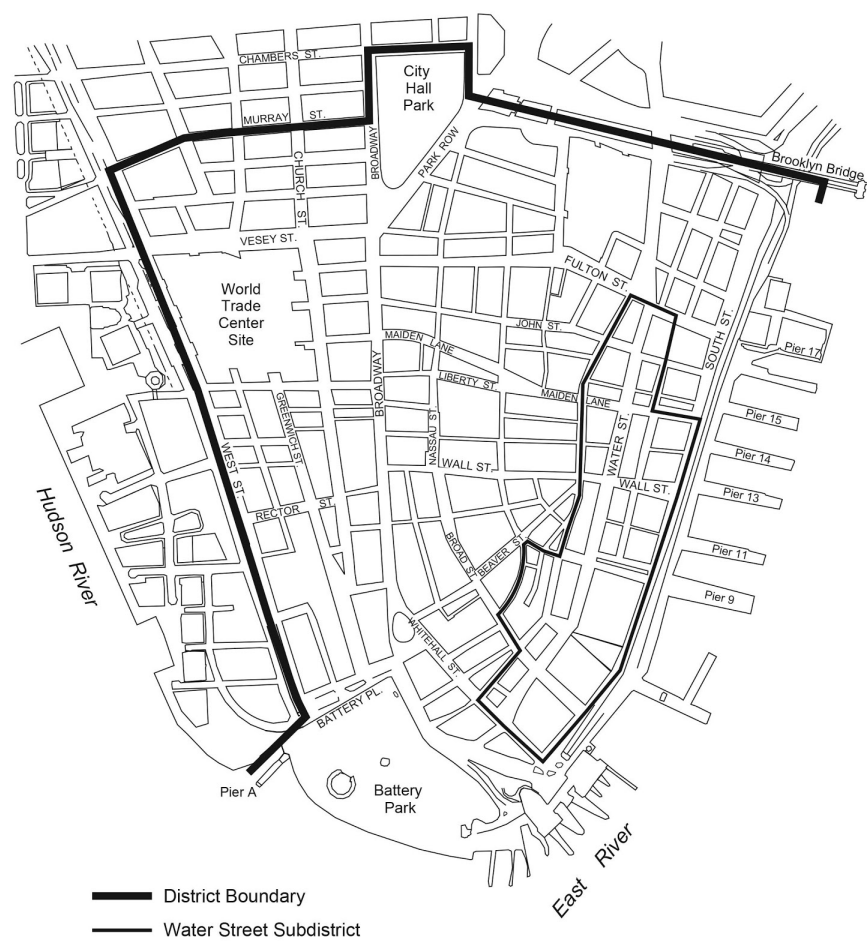 CHAMBERS ST.
City
Hall
Park
MURRAY ST.
BROADWAY
PARK ROW
Brooklyn Bridge
CHURCH ST.
VESEY ST.
FULTON ST.
World
Trade
Center
Site
JOHN ST.
SOUTH ST.
MAIDEN LANE
Pier 17
BROADWAY
LIBERTY ST.
MAIDEN LANE
GREENWICH ST.
NASSAU ST.
WATER ST.
Pier 15
WEST ST.
WALL ST.
Pier 14
WALL ST.
Pier 13
RECTOR ST.
Hudson River
BROAD ST.
BEAVER ST.
Pier 11
Pier 9
WHITEHALL ST.
BATTERY PL.
Pier A
Battery
Park
East River
District Boundary
Water Street Subdistrict